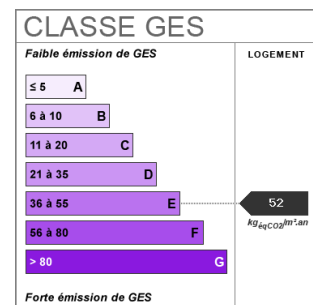 CLASSE GES
Faible émission de GES
LOGEMENT
≤ 5 A
6 à 10 B
11 à 20 C
21 à 35 D
36 à 55 E
52
kgéqCO2/m².an
56 à 80 F
> 80 G
Forte émission de GES